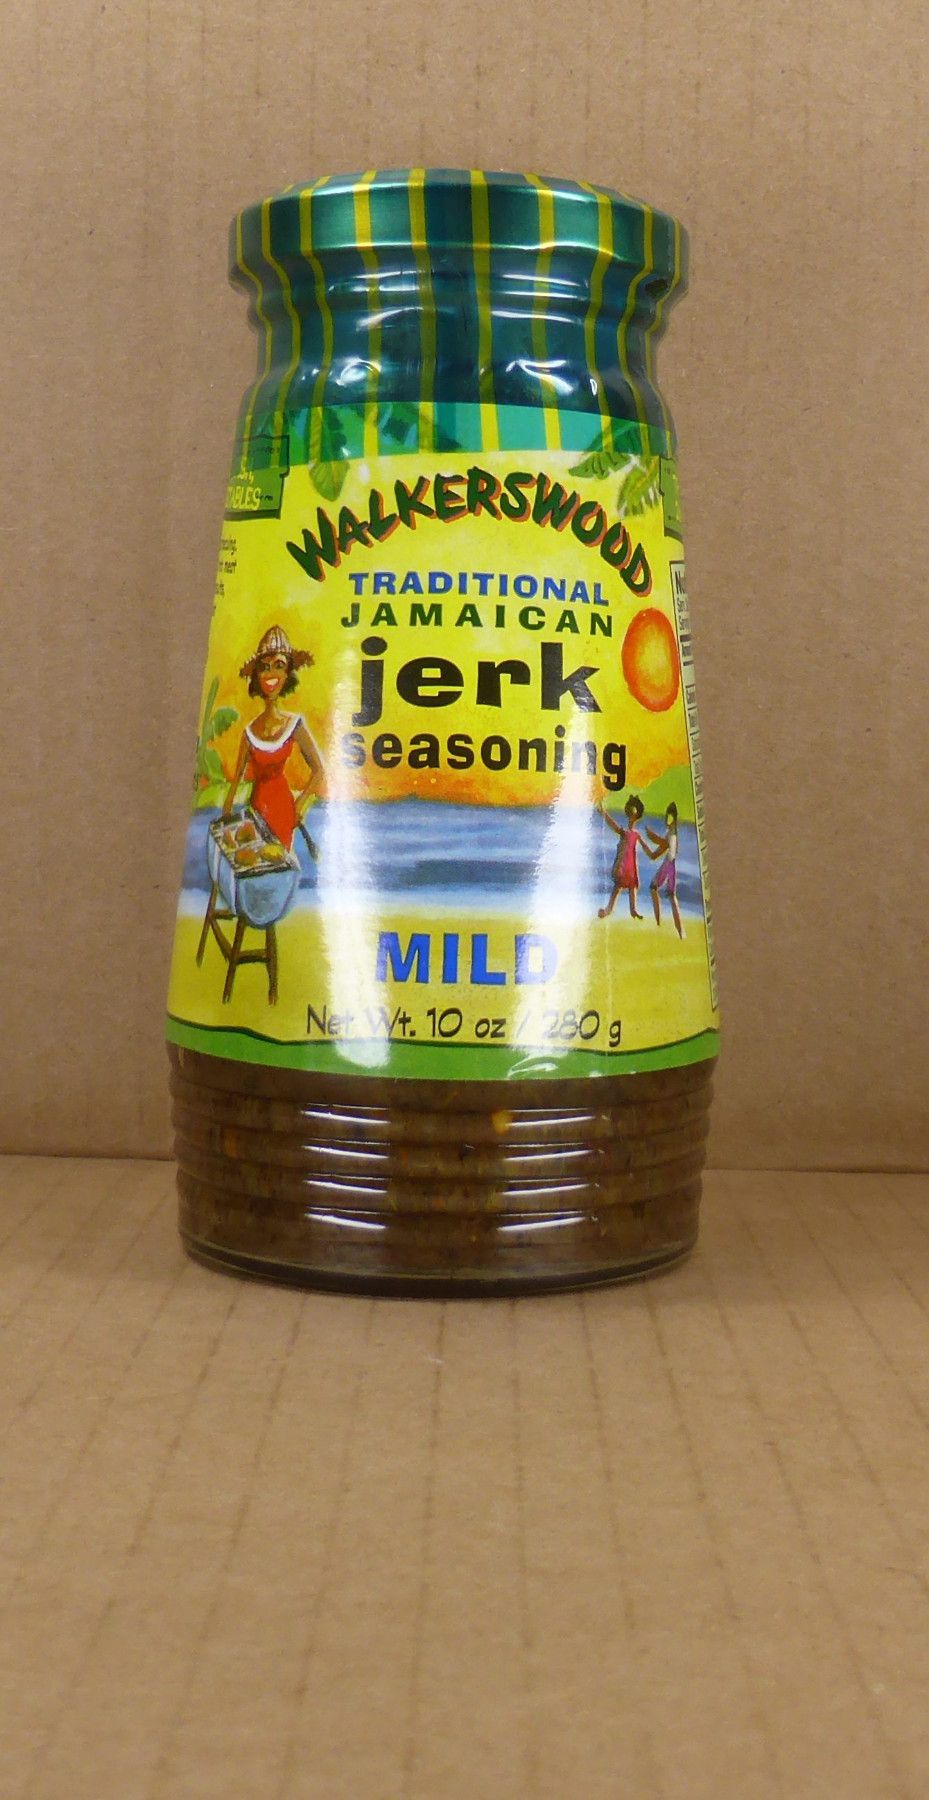 WALKERSWOOD
TRADITIONAL
JAMAICAN
jerk
seasoning
MILD
Net Wt. 10 oz / 280 g